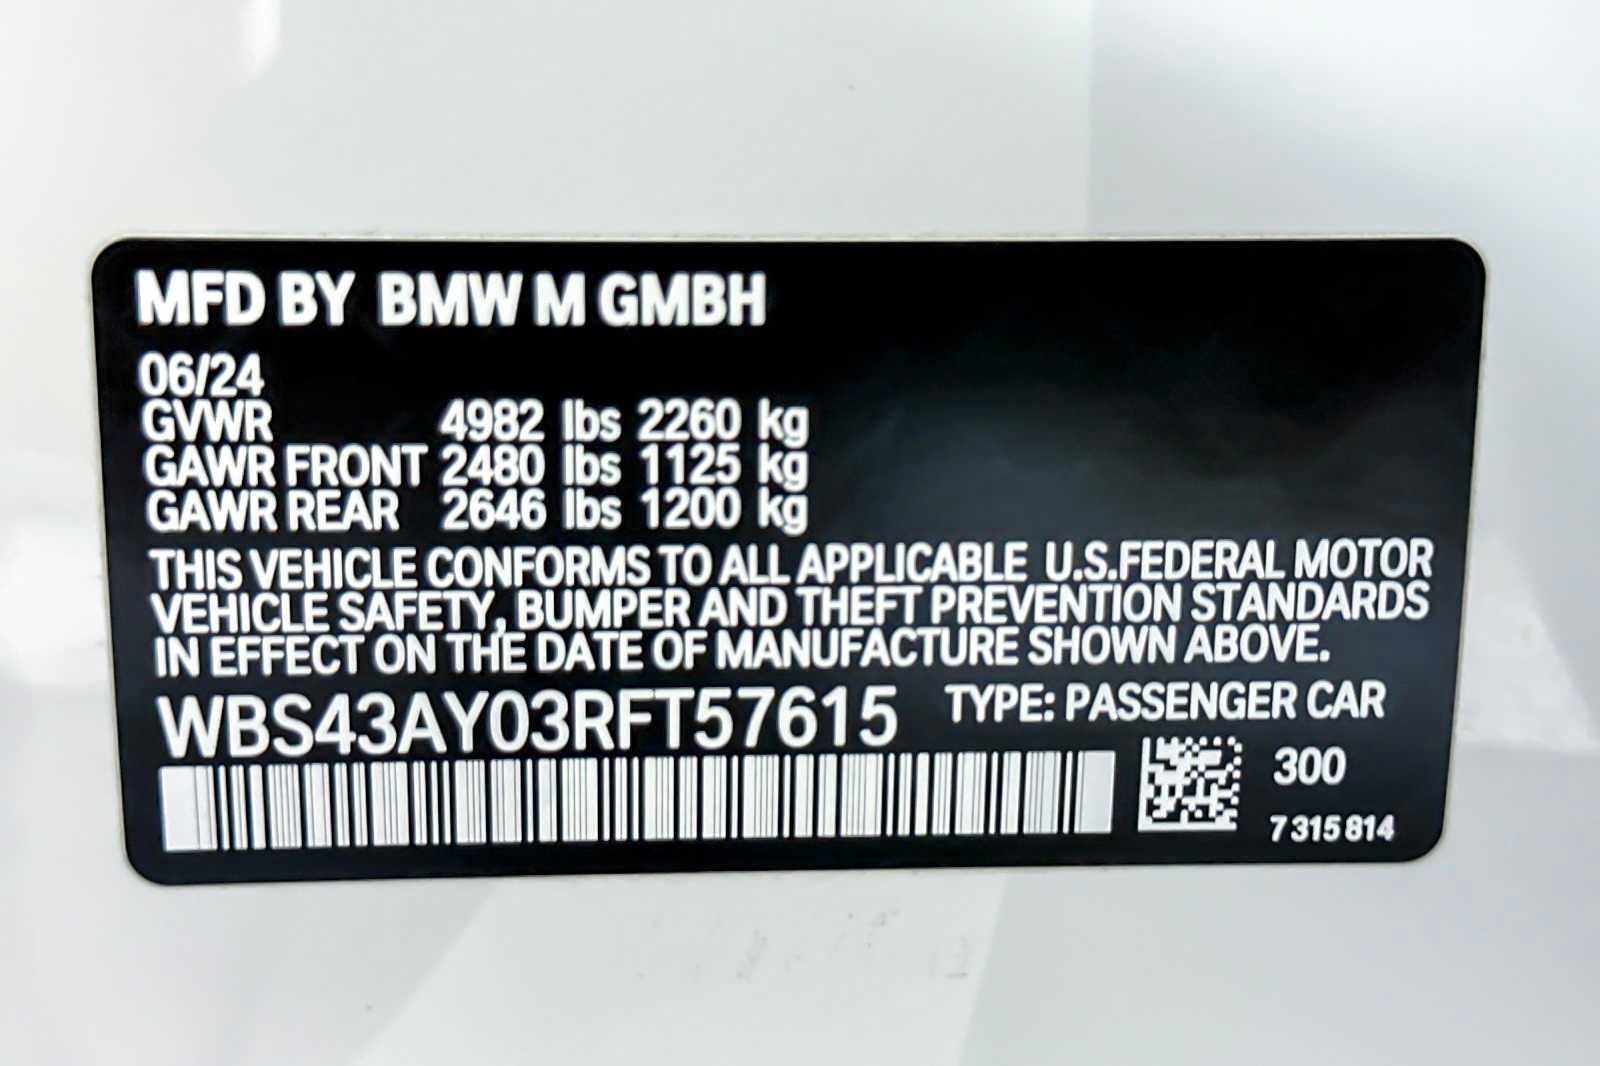 MFD BY BMW M GMBH
06/24
GVWR 4982 lbs 2260 kg
GAWR FRONT 2480 lbs 1125 kg
GAWR REAR 2646 lbs 1200 kg
THIS VEHICLE CONFORMS TO ALL APPLICABLE U.S.FEDERAL MOTOR
VEHICLE SAFETY, BUMPER AND THEFT PREVENTION STANDARDS
IN EFFECT ON THE DATE OF MANUFACTURE SHOWN ABOVE.
WBS43AY03RFT57615 TYPE: PASSENGER CAR
300
7 315 814